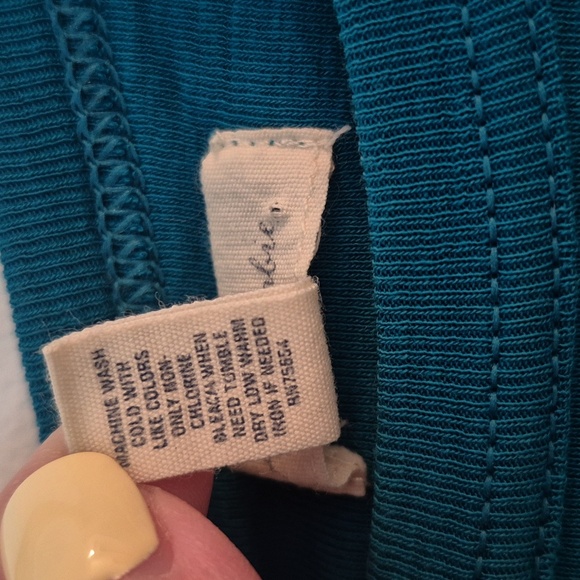 MACHINE WASH
COLD WITH
LIKE COLORS
ONLY NON-
CHLORINE
BLEACH WHEN
NEED TUMBLE
DRY LOW WARM
IRON IF NEEDED